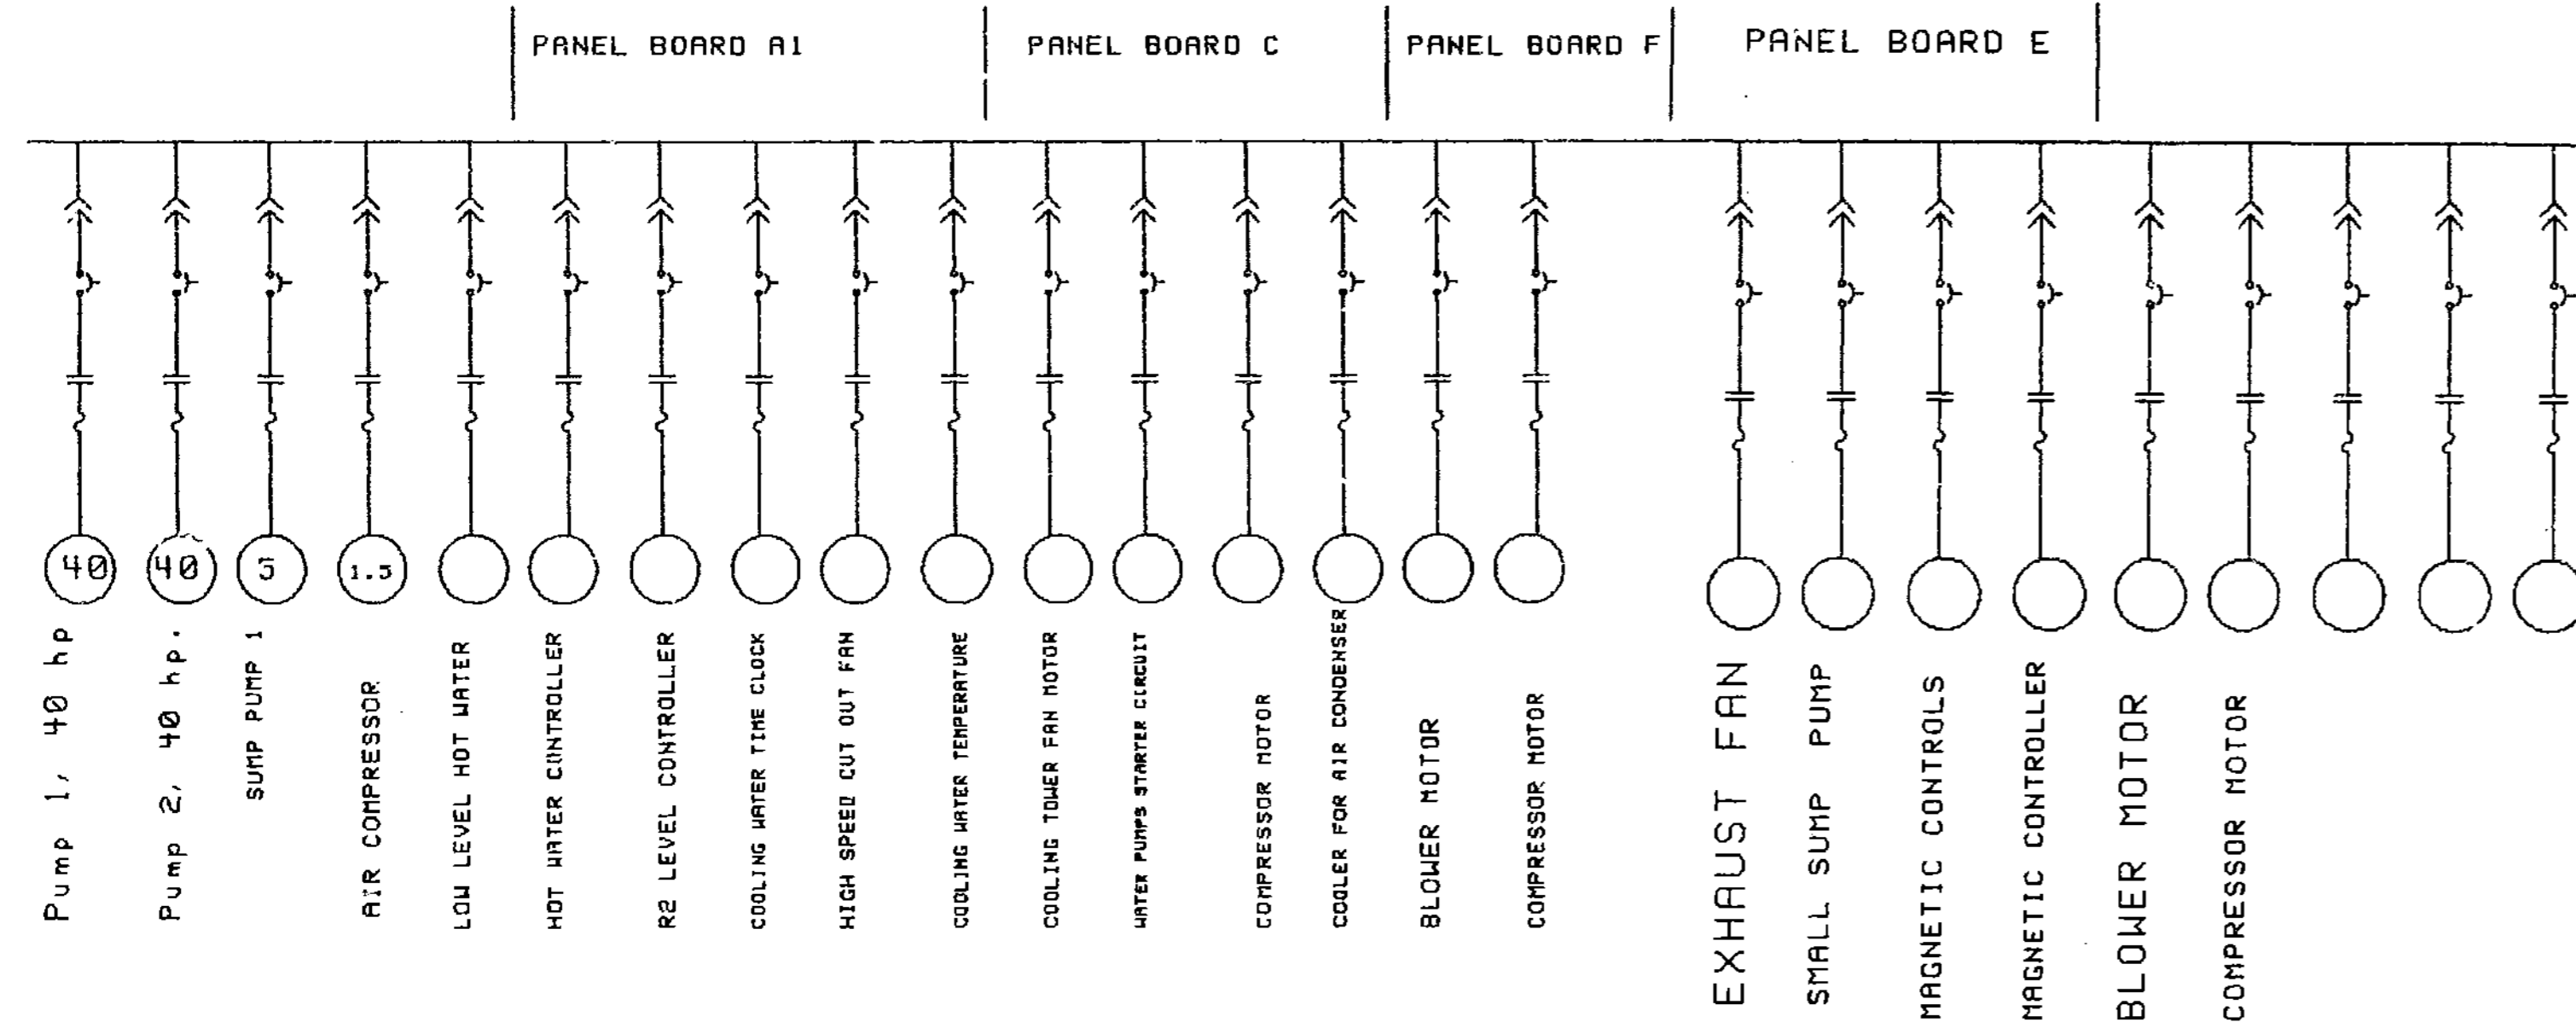 PANEL BOARD A1
PANEL BOARD C
PANEL BOARD F
PANEL BOARD E
40
40
5
1.5
Pump 1, 40 hp
Pump 2, 40 hp.
SUMP PUMP 1
AIR COMPRESSOR
LOW LEVEL HOT WATER
HOT WATER CONTROLLER
R2 LEVEL CONTROLLER
COOLING WATER TIME CLOCK
HIGH SPEED CUT OUT FAN
COOLING WATER TEMPERATURE
COOLING TOWER FAN MOTOR
WATER PUMPS STARTER CIRCUIT
COMPRESSOR MOTOR
COOLER FOR AIR CONDENSER
BLOWER MOTOR
COMPRESSOR MOTOR
EXHAUST FAN
SMALL SUMP PUMP
MAGNETIC CONTROLS
MAGNETIC CONTROLLER
BLOWER MOTOR
COMPRESSOR MOTOR